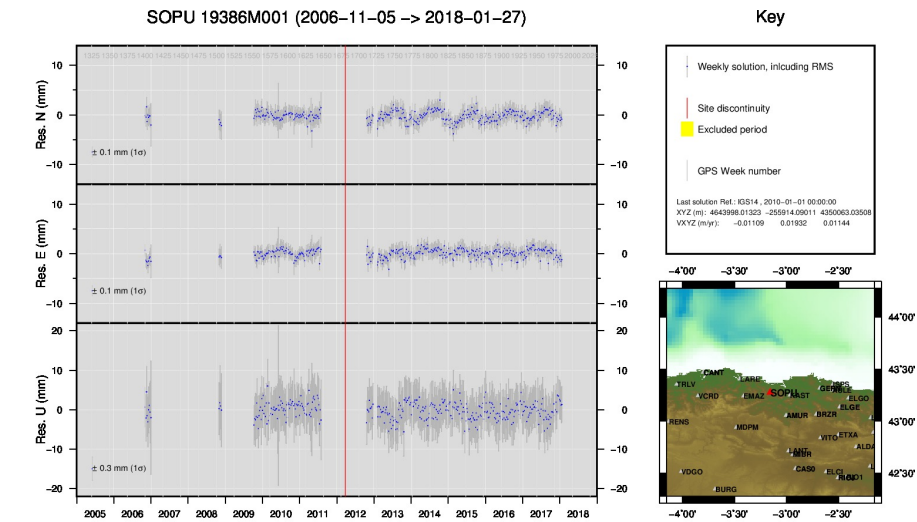 SOPU 19386M001 (2006−11−05 −> 2018−01−27)
Key
Res. N (mm)
10
0
−10
± 0.1 mm (1σ)
10
0
−10
Res. E (mm)
10
0
−10
± 0.1 mm (1σ)
10
0
−10
Res. U (mm)
20
10
0
−10
−20
± 0.3 mm (1σ)
20
10
0
−10
−20
2005 2006 2007 2008 2009 2010 2011 2012 2013 2014 2015 2016 2017 2018
Weekly solution, inlcuding RMS
Site discontinuity
Excluded period
GPS Week number
Last solution Ref.: IGS14 , 2010−01−01 00:00:00
XYZ (m): 4643998.01323 −255914.09011 4350063.03508
VXYZ (m/yr): −0.01109 0.01932 0.01144
−4˚00' −3˚30' −3˚00' −2˚30'
44˚00'
43˚30'
43˚00'
42˚30'
CANT
LARE
TRLV
VCRD
EMAZ
SOPU
ELGO
ELGE
AMUR
BRZR
RENS
MDPM
VITO
ETXA
ALDA
CAS0
ELCI
VDGO
BURG
−4˚00' −3˚30' −3˚00' −2˚30'